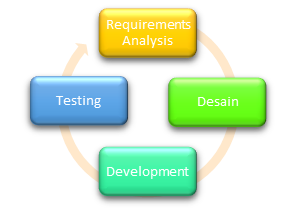 Requirements
Analysis
Testing
Desain
Development